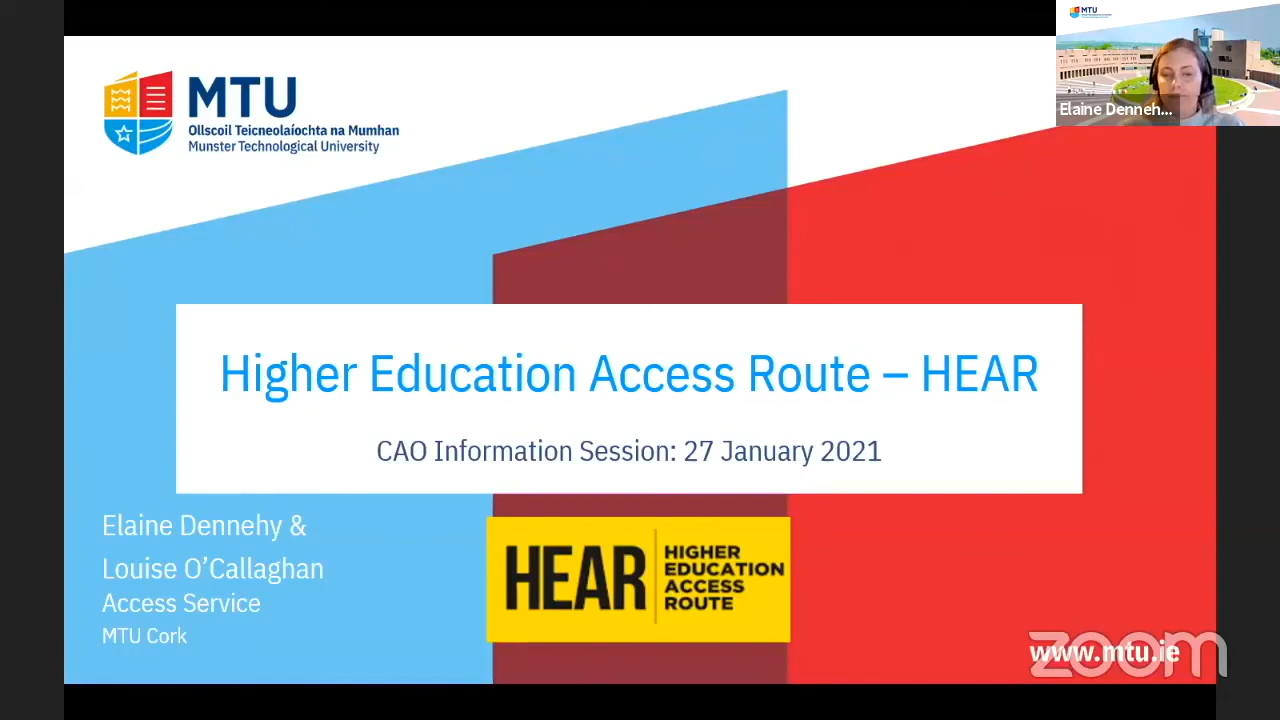 MTU
Ollscoil Teicneolaíochta na Mumhan
Munster Technological University
MTU
Elaine Denneh...
Higher Education Access Route – HEAR
CAO Information Session: 27 January 2021
Elaine Dennehy &
Louise O'Callaghan
Access Service
MTU Cork
HEAR
HIGHER
EDUCATION
ACCESS
ROUTE
www.mtu.ie
zoom